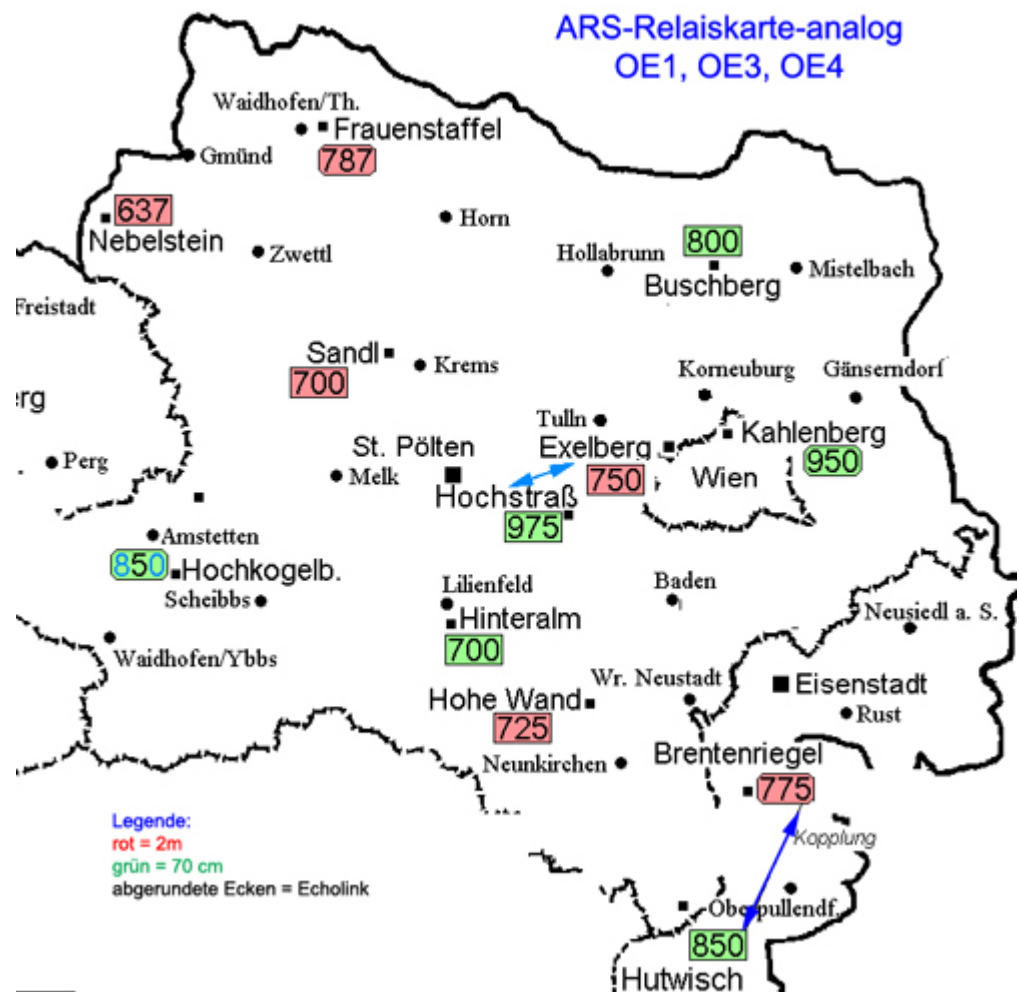 ARS-Relaiskarte-analog
OE1, OE3, OE4
Waidhofen/Th.
Frauenstaffel
787
Gmünd
637
Nebelstein
Horn
Zwettl
Hollabrunn
800
Buschberg
Mistelbach
Freistadt
Sandl
700
Krems
Korneuburg
Gänserndorf
erg
Tulln
Kahlenberg
950
St. Pölten
Exelberg
750
Wien
Perg
Melk
Hochstraß
975
Amstetten
850
Hochkogelb.
Scheibbs
Lilienfeld
Hinteralm
700
Baden
Neusiedl a. S.
Waidhofen/Ybbs
Wr. Neustadt
Eisenstadt
Hohe Wand
725
Rust
Neunkirchen
Brentenriegel
775
Kopplung
Legende:
rot = 2m
grün = 70 cm
abgerundete Ecken = Echolink
Oberpullendf.
850
Hutwisch